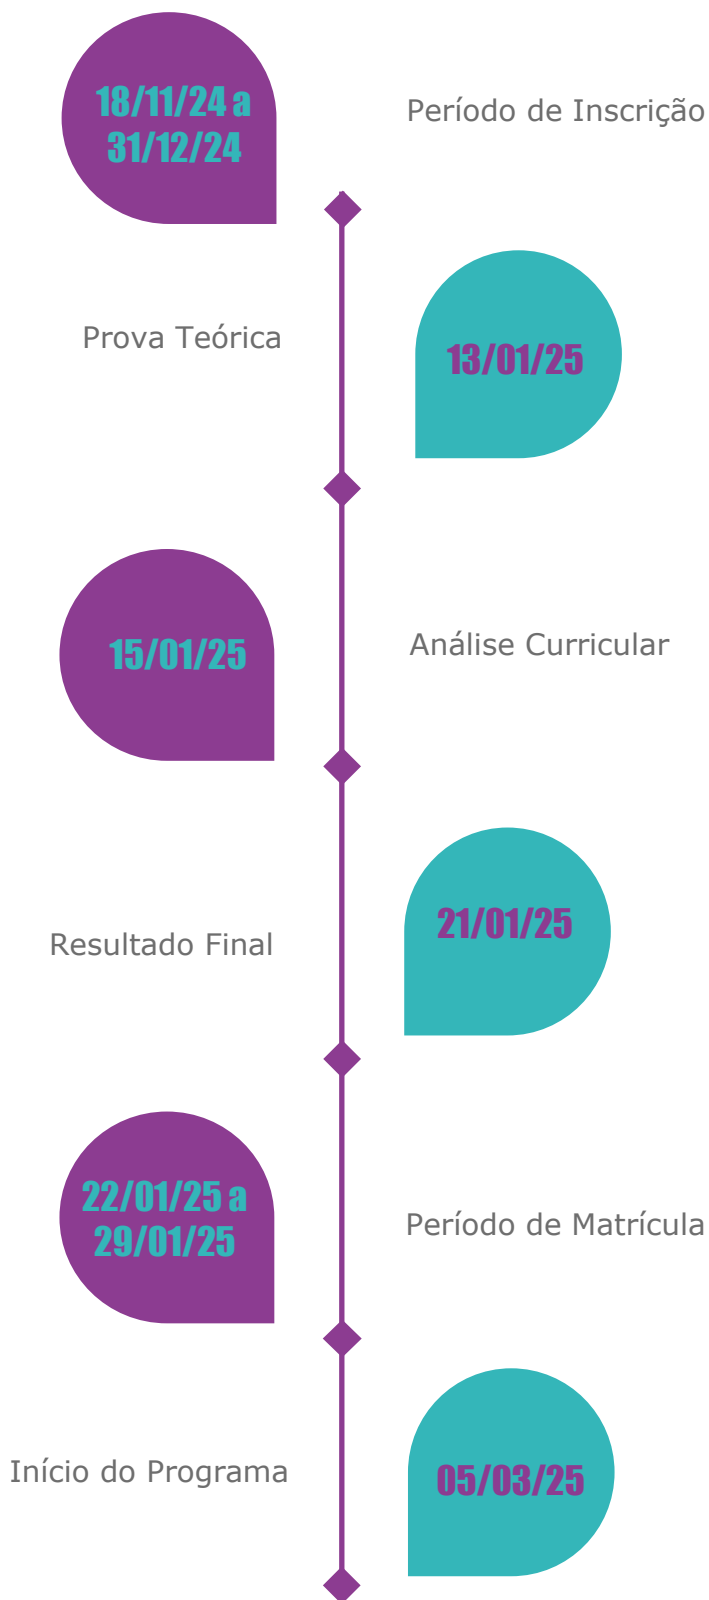 18/11/24 a
31/12/24
Período de Inscrição
Prova Teórica
13/01/25
15/01/25
Análise Curricular
Resultado Final
21/01/25
22/01/25 a
29/01/25
Período de Matrícula
Início do Programa
05/03/25